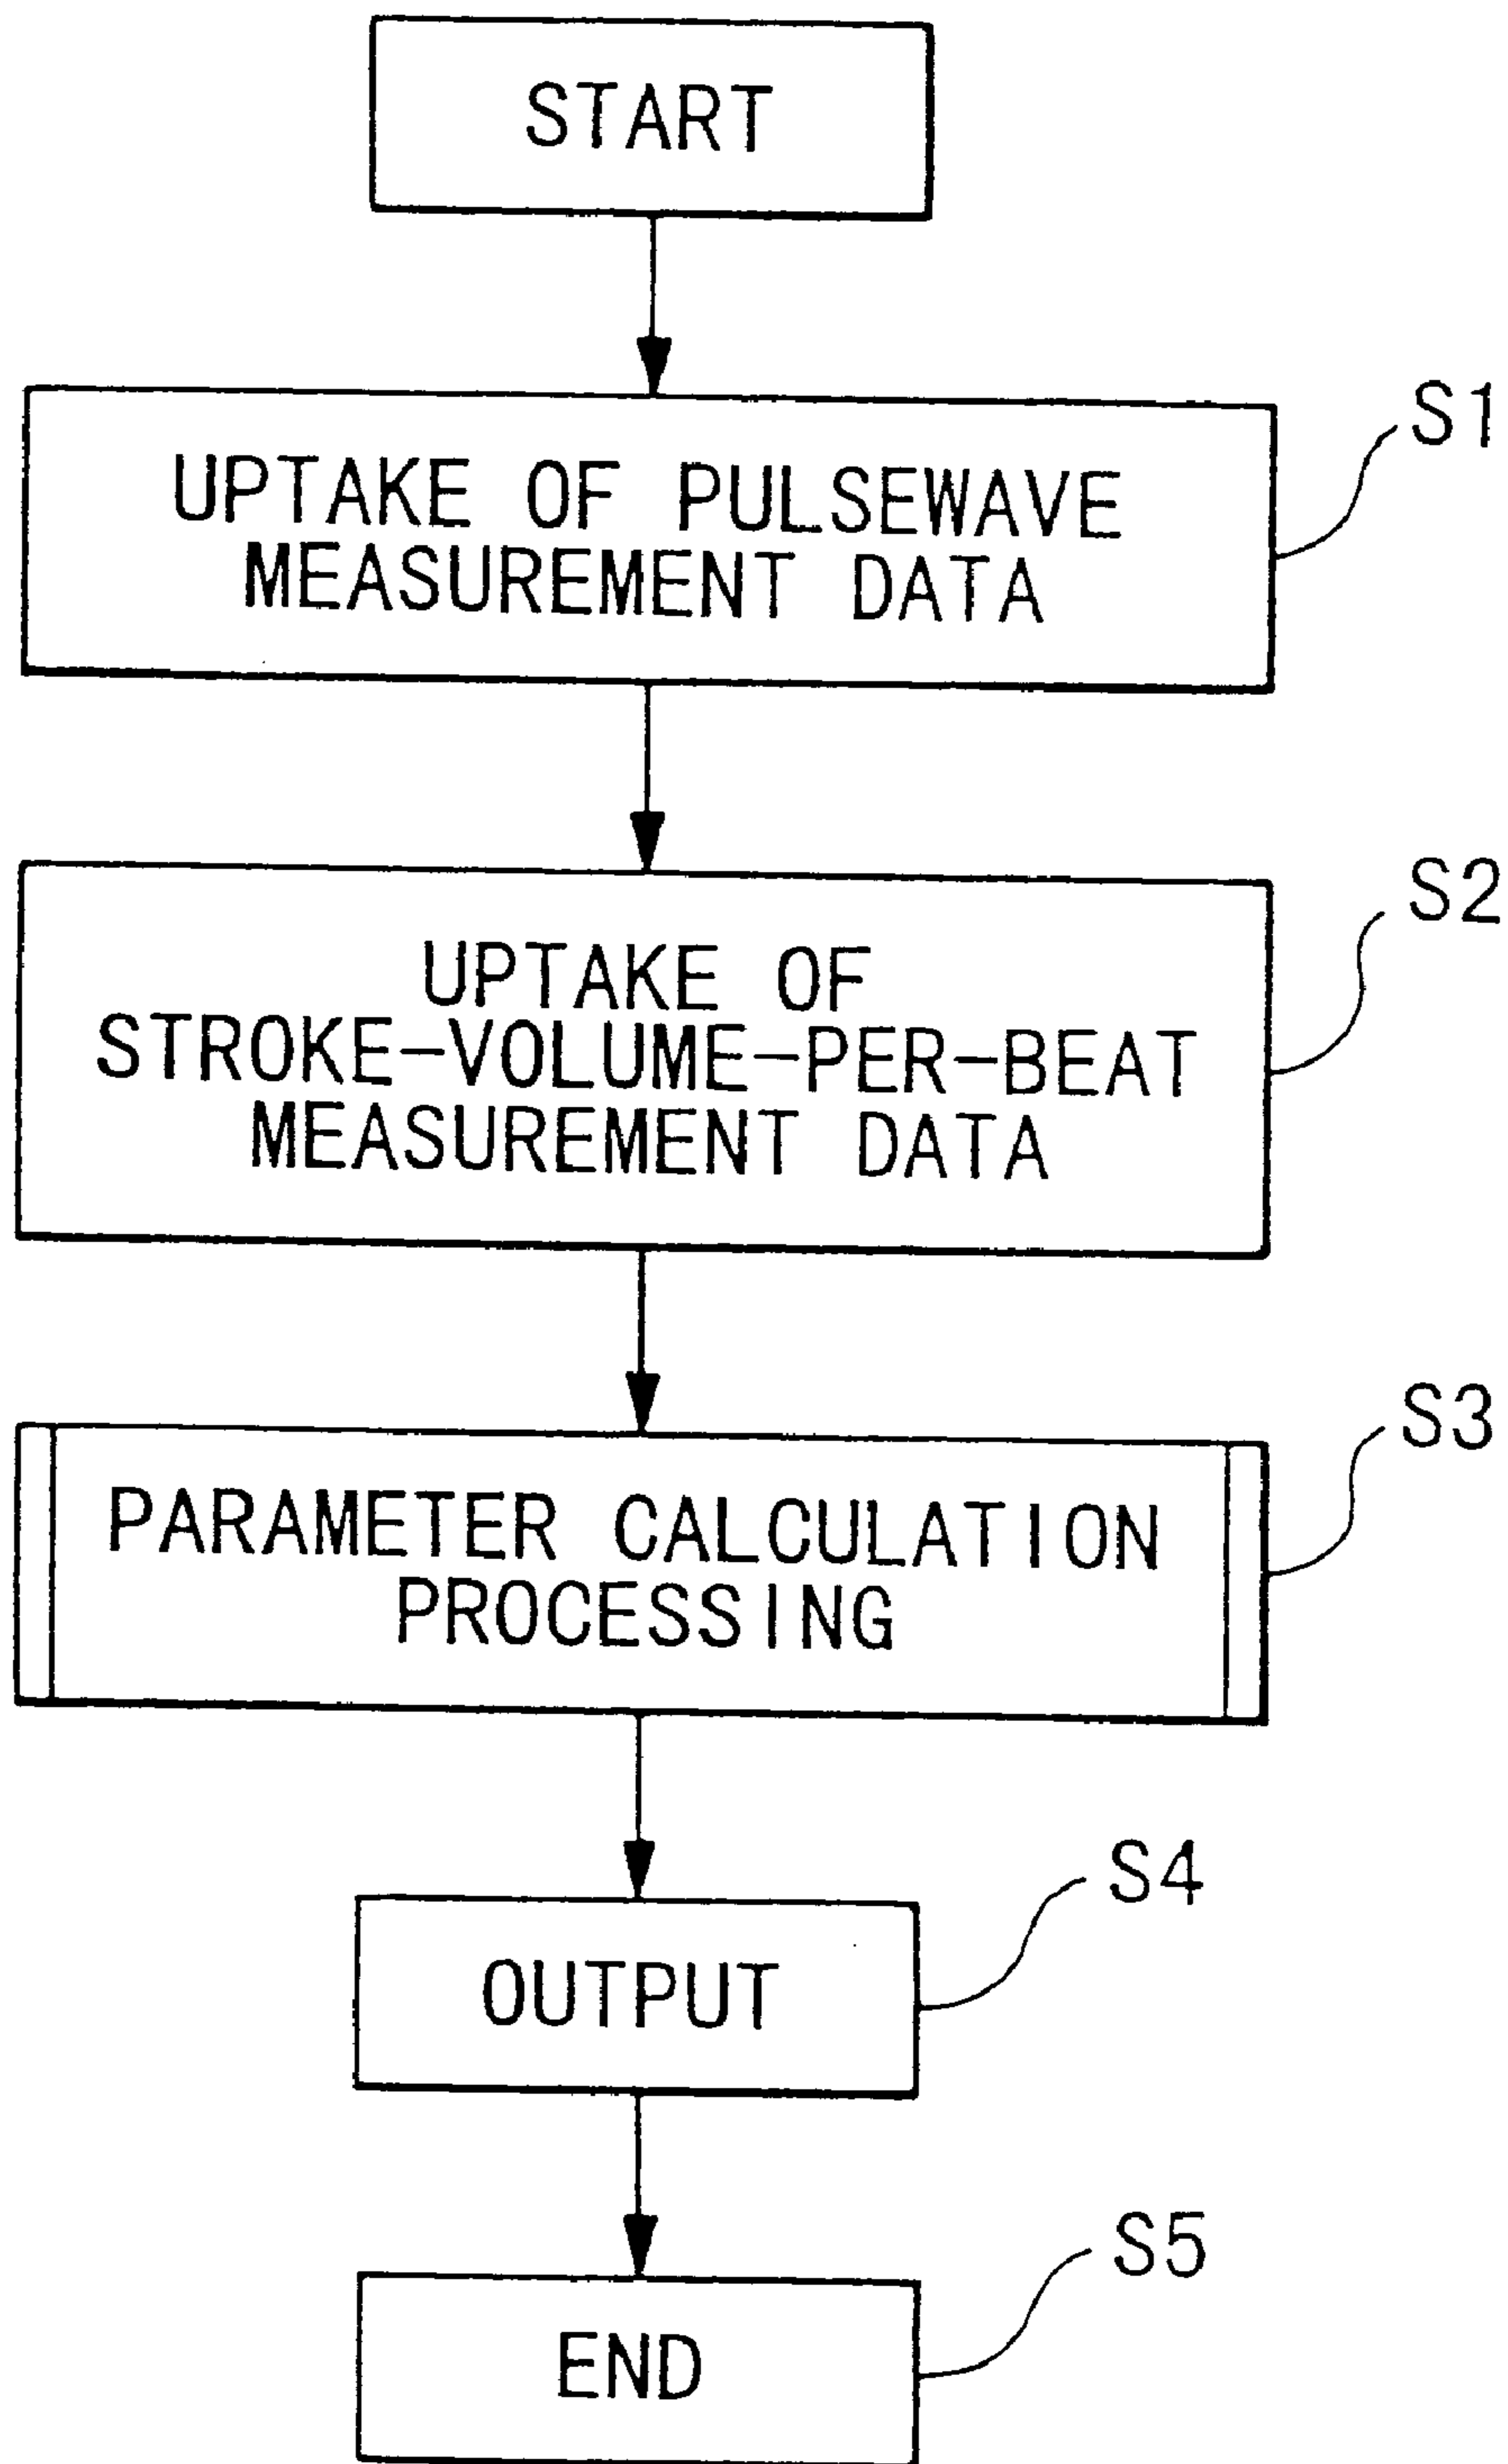 START
S1
UPTAKE OF PULSEWAVE
MEASUREMENT DATA
S2
UPTAKE OF
STROKE-VOLUME-PER-BEAT
MEASUREMENT DATA
S3
PARAMETER CALCULATION
PROCESSING
S4
OUTPUT
S5
END